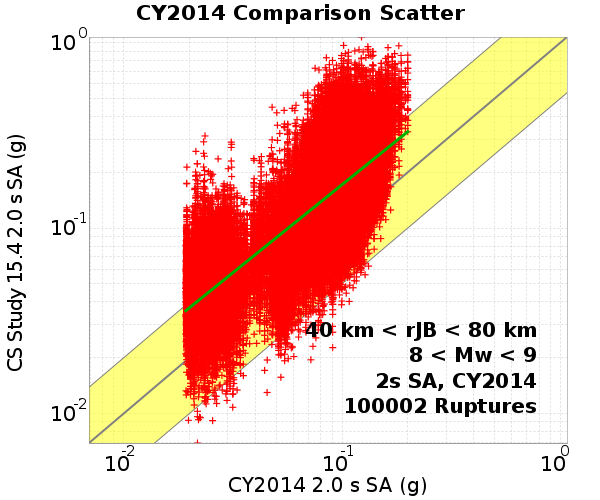 CY2014 Comparison Scatter
10^0
10^-1
10^-2
CS Study 15.4 2.0 s SA (g)
40 km < rJB < 80 km
8 < Mw < 9
2s SA, CY2014
100002 Ruptures
10^-2 10^-1 10^0
CY2014 2.0 s SA (g)